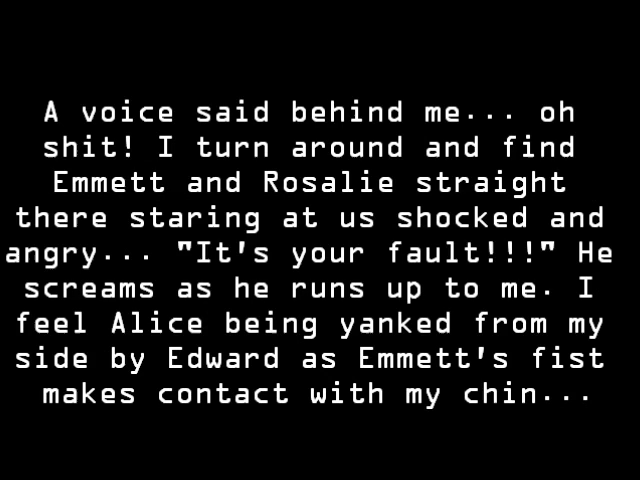 A voice said behind me... oh
shit! I turn around and find
Emmett and Rosalie straight
there staring at us shocked and
angry... "It's your fault!!!" He
screams as he runs up to me. I
feel Alice being yanked from my
side by Edward as Emmett's fist
makes contact with my chin...